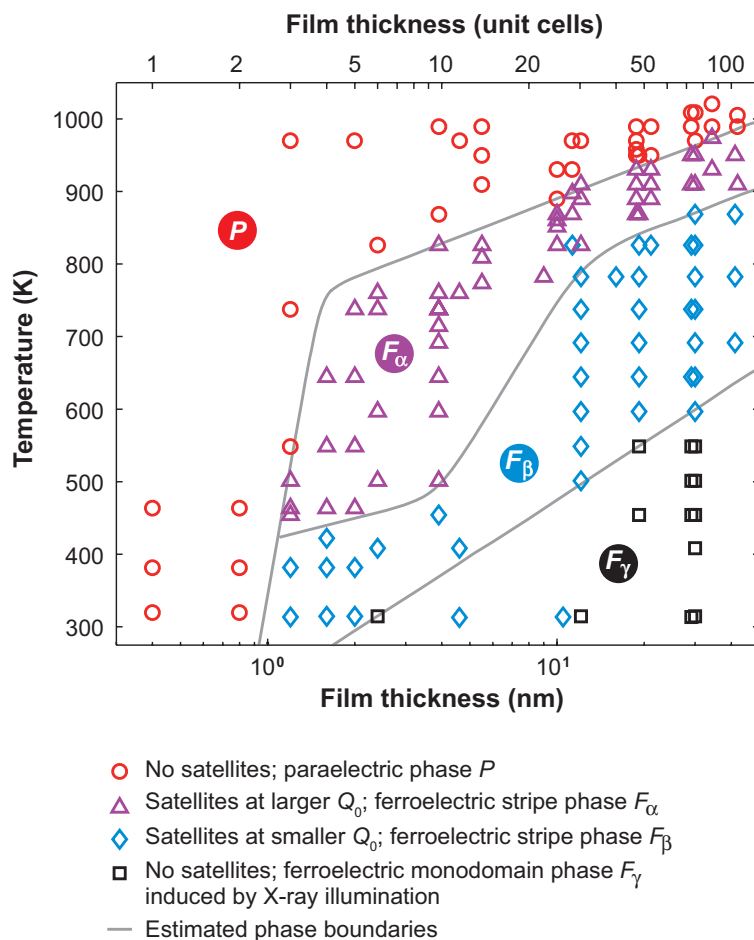 Film thickness (unit cells)
1 2 5 10 20 50 100
1000
900
800
700
600
500
400
300
Temperature (K)
P
Fα
Fβ
Fγ
10⁰ 10¹
Film thickness (nm)
No satellites; paraelectric phase P
Satellites at larger Q₀; ferroelectric stripe phase Fα
Satellites at smaller Q₀; ferroelectric stripe phase Fβ
No satellites; ferroelectric monodomain phase Fγ
induced by X-ray illumination
Estimated phase boundaries